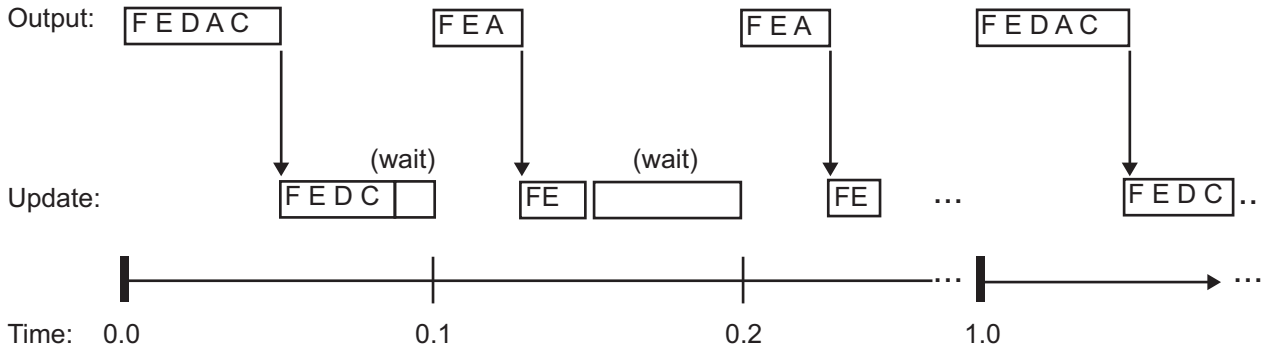 Output: F E D A C F E A F E A F E D A C
(wait) (wait)
Update: F E D C FE FE ... F E D C ..
... ...
Time: 0.0 0.1 0.2 1.0